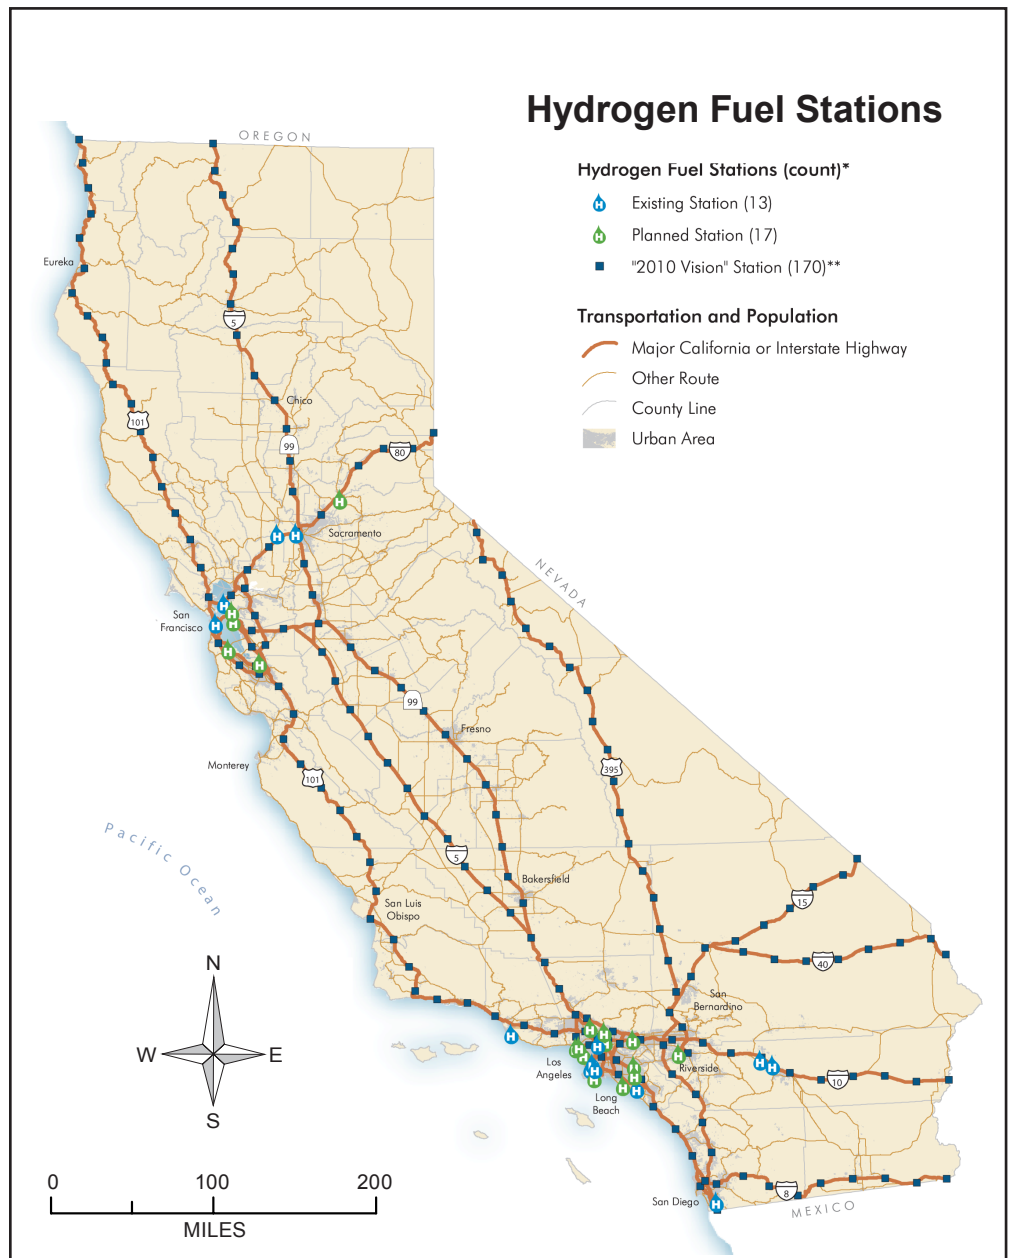 Hydrogen Fuel Stations
Hydrogen Fuel Stations (count)*
H Existing Station (13)
H Planned Station (17)
"2010 Vision" Station (170)**
Transportation and Population
Major California or Interstate Highway
Other Route
County Line
Urban Area
OREGON
Eureka
5
Chico
101
99
80
H
H H
Sacramento
NEVADA
H
H
San
Francisco
H
H
H
H
99
Fresno
Monterey
101
395
Pacific Ocean
5
Bakersfield
15
San Luis
Obispo
40
N
San
Bernardino
W
E
S
H
H
H
H
H
H
H
H
H
H
Los
Angeles
Riverside
H
H
H
H
10
H
H
H
H
H
Long
Beach
San Diego
H
8
MEXICO
0 100 200
MILES